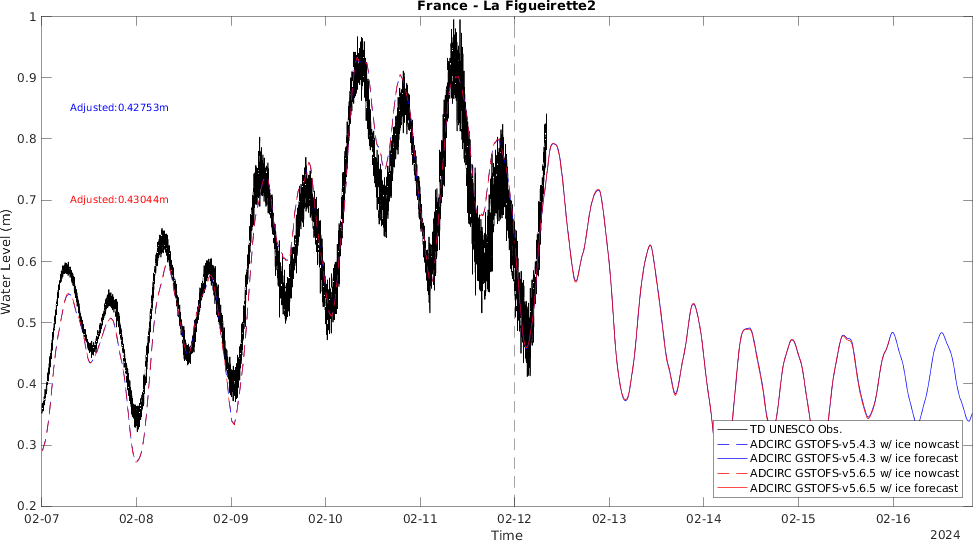 France - La Figueirette2
1
0.9
0.8
0.7
0.6
0.5
0.4
0.3
0.2
Water Level (m)
Adjusted:0.42753m
Adjusted:0.43044m
TD UNESCO Obs.
ADCIRC GSTOFS-v5.4.3 w/ ice nowcast
ADCIRC GSTOFS-v5.4.3 w/ ice forecast
ADCIRC GSTOFS-v5.6.5 w/ ice nowcast
ADCIRC GSTOFS-v5.6.5 w/ ice forecast
02-07 02-08 02-09 02-10 02-11 02-12 02-13 02-14 02-15 02-16
Time
2024